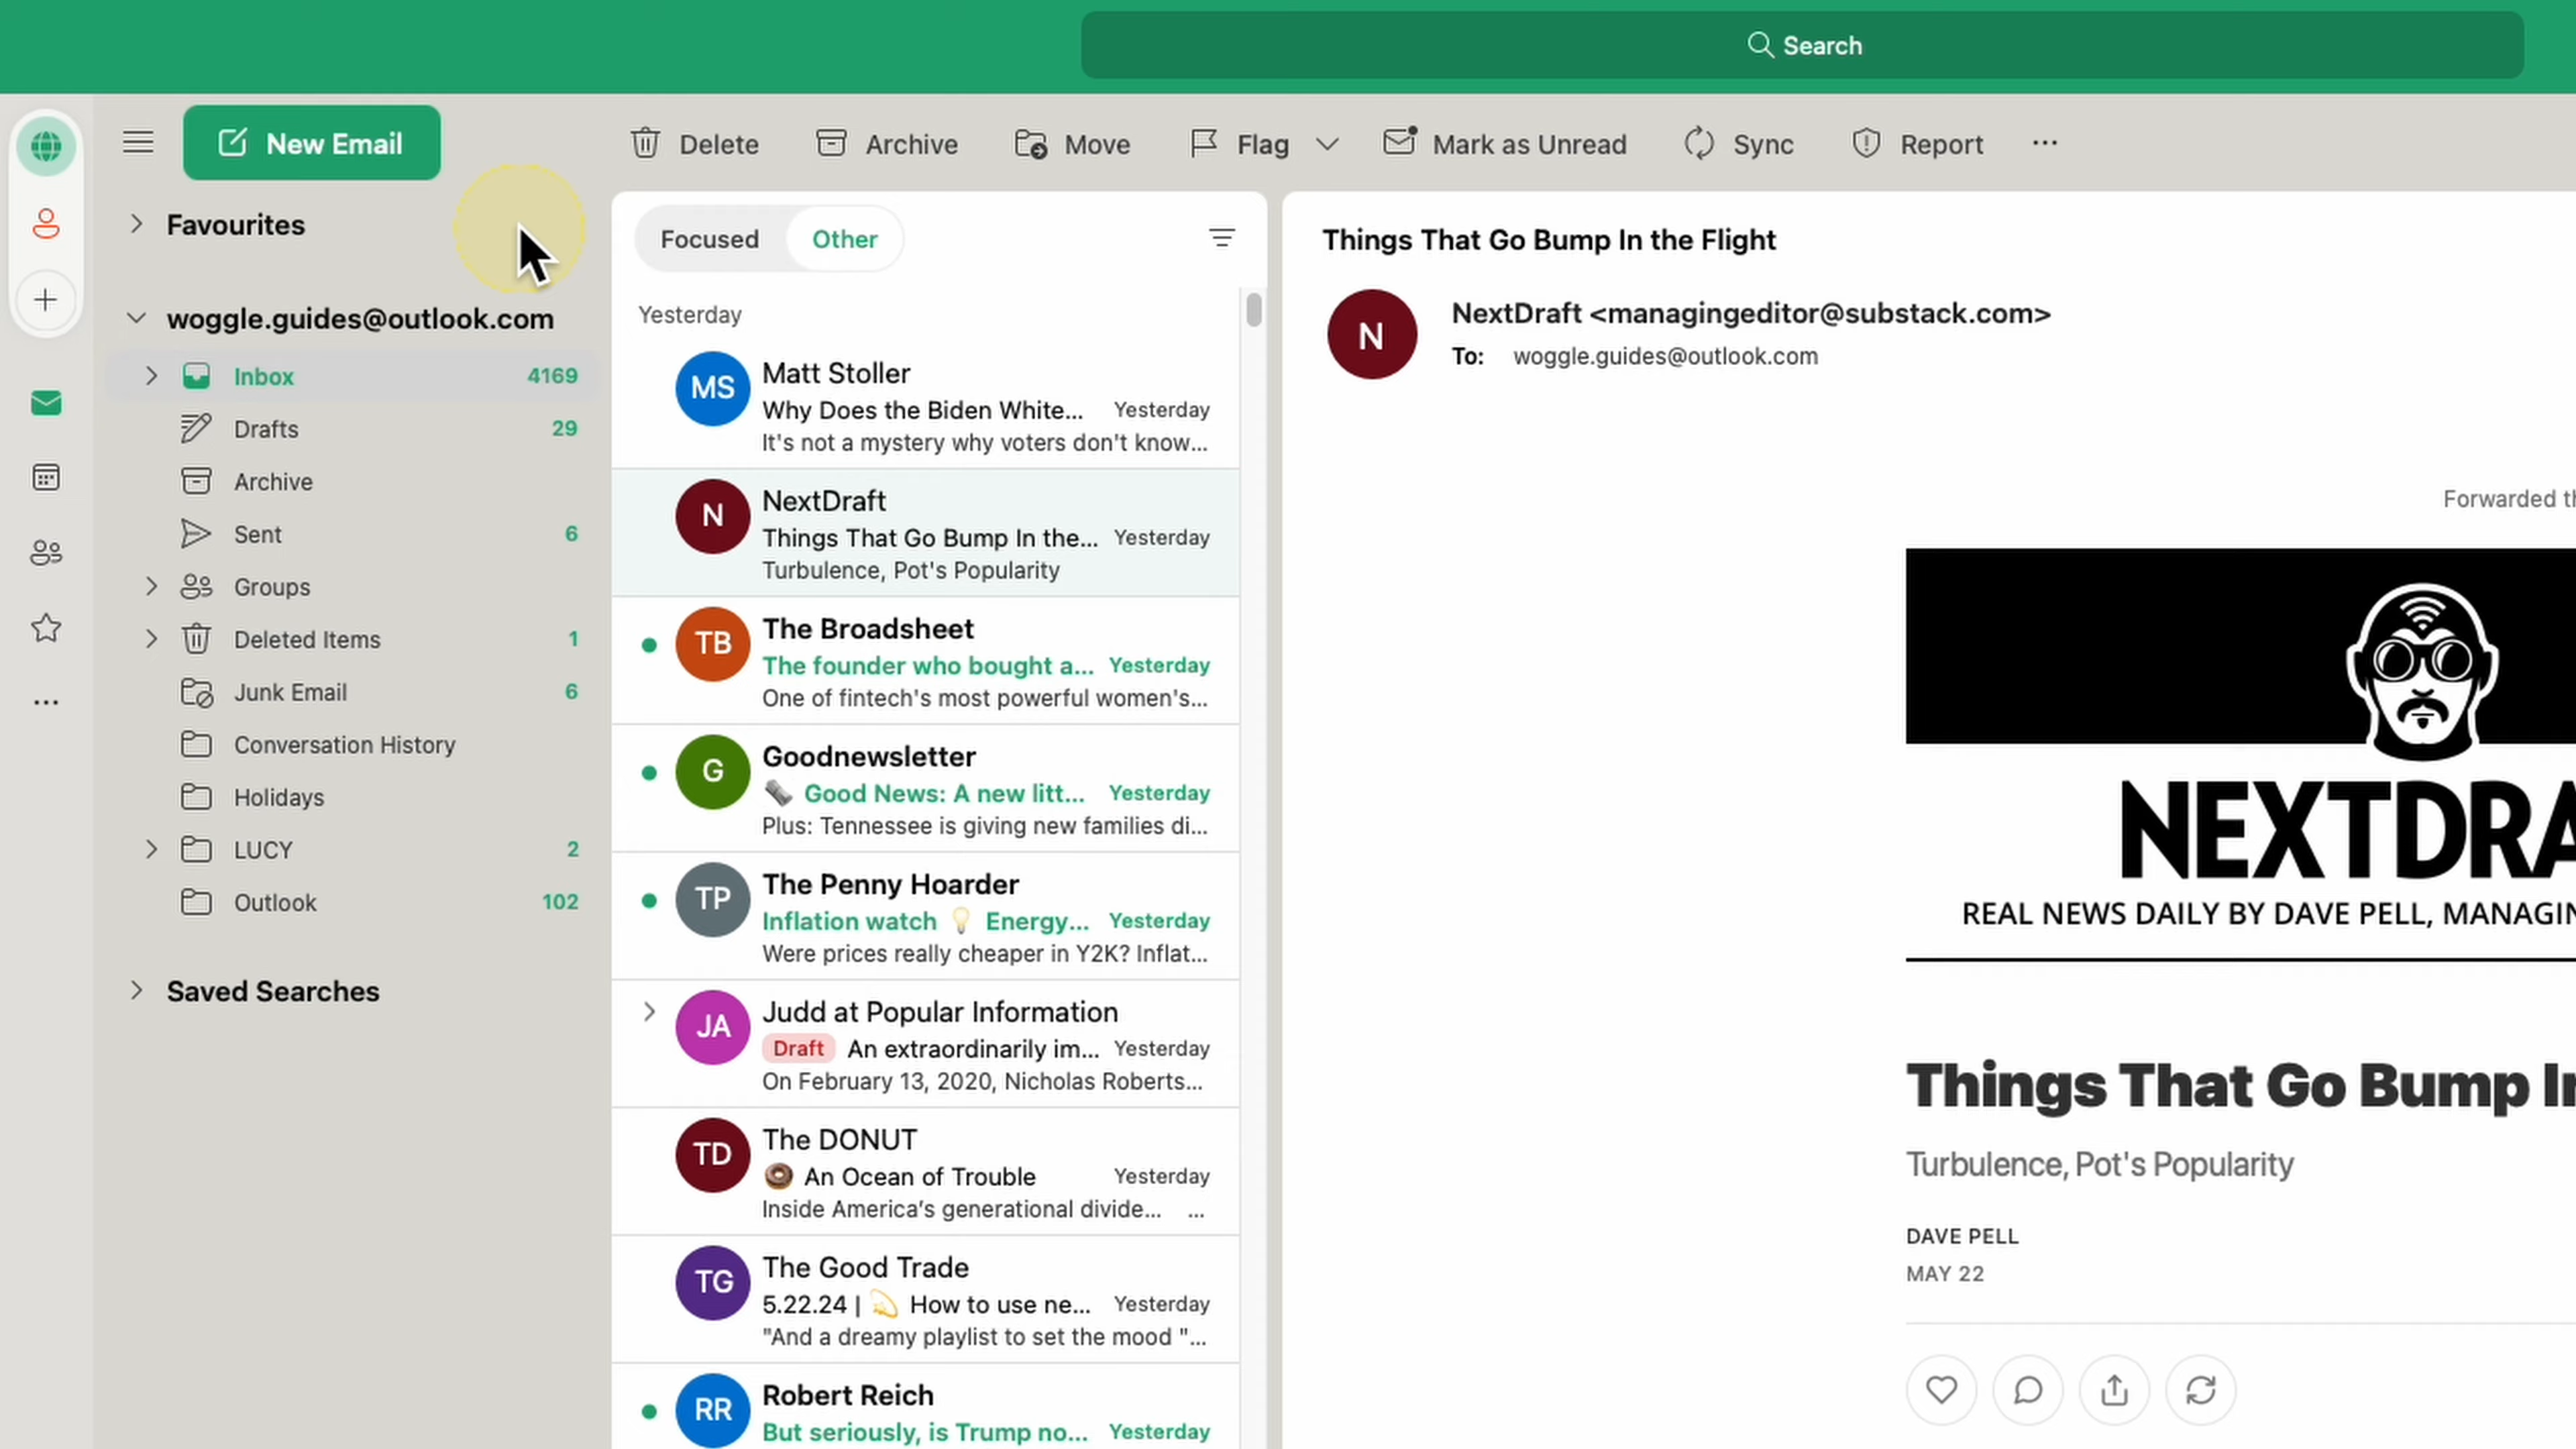 Search
New Email
Delete
Archive
Move
Flag
Mark as Unread
Sync
Report
Favourites
woggle.guides@outlook.com
Inbox 4169
Drafts 29
Archive
Sent 6
Groups
Deleted Items 1
Junk Email 6
Conversation History
Holidays
LUCY 2
Outlook 102
Saved Searches
Focused Other
Yesterday
MS
Matt Stoller
Why Does the Biden White... Yesterday
It's not a mystery why voters don't know...
N
NextDraft
Things That Go Bump In the... Yesterday
Turbulence, Pot's Popularity
TB
The Broadsheet
The founder who bought a... Yesterday
One of fintech's most powerful women's...
G
Goodnewsletter
🗞️ Good News: A new litt... Yesterday
Plus: Tennessee is giving new families di...
TP
The Penny Hoarder
Inflation watch 💡 Energy... Yesterday
Were prices really cheaper in Y2K? Inflat...
JA
Judd at Popular Information
Draft An extraordinarily im... Yesterday
On February 13, 2020, Nicholas Roberts...
TD
The DONUT
🍩 An Ocean of Trouble Yesterday
Inside America’s generational divide... ...
TG
The Good Trade
5.22.24 | 💫 How to use ne... Yesterday
"And a dreamy playlist to set the mood "...
RR
Robert Reich
But seriously, is Trump no... Yesterday
Things That Go Bump In the Flight
N
NextDraft <managingeditor@substack.com>
To: woggle.guides@outlook.com
Forwarded
NEXTDRA
REAL NEWS DAILY BY DAVE PELL, MANAGIN
Things That Go Bump In
Turbulence, Pot's Popularity
DAVE PELL
MAY 22